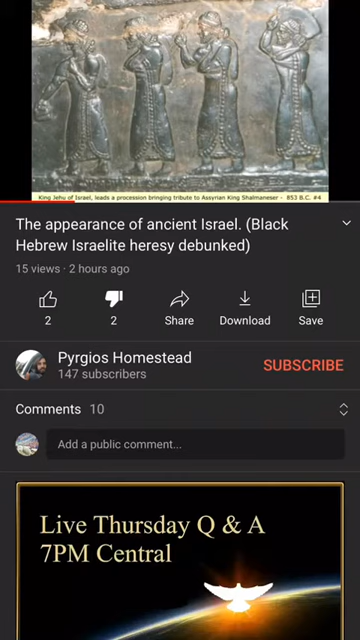 King Jehu of Israel, leads a procession bringing tribute to Assyrian King Shalmaneser - 853 B.C. #4
The appearance of ancient Israel. (Black
Hebrew Israelite heresy debunked)
15 views · 2 hours ago
2
2
Share
Download
Save
Pyrgios Homestead
147 subscribers
SUBSCRIBE
Comments 10
Add a public comment...
Live Thursday Q & A
7PM Central